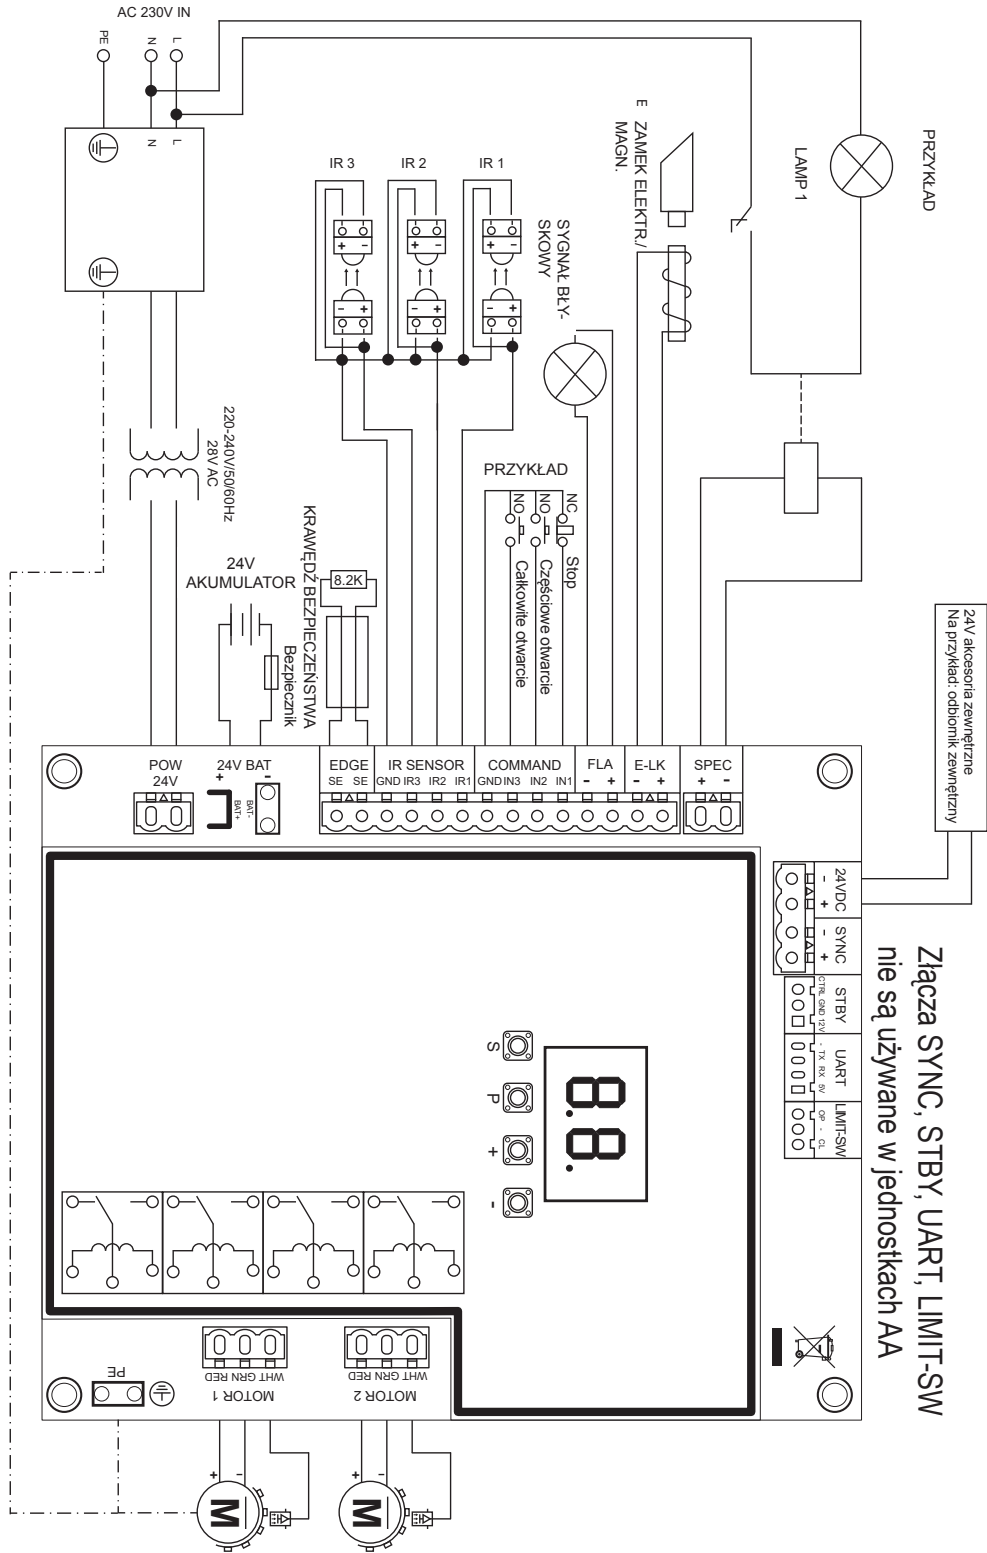 AC 230V IN
PE
N
L
N
L
PRZYKŁAD
LAMP 1
E ZAMEK ELEKTR./
MAGN.
IR 3
IR 2
IR 1
+ -
+ -
+ -
- +
- +
- +
SYGNAŁ BŁY-
SKOWY
220-240V/50/60Hz
28V AC
PRZYKŁAD
NO
NO
NC
Stop
Częściowe otwarcie
Całkowite otwarcie
KRAWĘDŹ BEZPIECZEŃSTWA
8.2K
24V
AKUMULATOR
Bezpiecznik
24V akcesoria zewnętrzne
Na przykład: odbiornik zewnętrzny
POW
24V
24V BAT
+ -
BAT+
BAT-
EDGE
SE SE
IR SENSOR
GND IR3 IR2 IR1
COMMAND
GND IN3 IN2 IN1
FLA
- +
E-LK
- +
SPEC
+ -
24VDC
- +
SYNC
- +
STBY
CTRL GND 12V
UART
- TX RX 5V
LIMIT-SW
OP - CL
Złącza SYNC, STBY, UART, LIMIT-SW
nie są używane w jednostkach AA
8.8.
S
P
+
-
PE
WHT GRN RED
MOTOR 1
WHT GRN RED
MOTOR 2
+ -
M
+ -
M